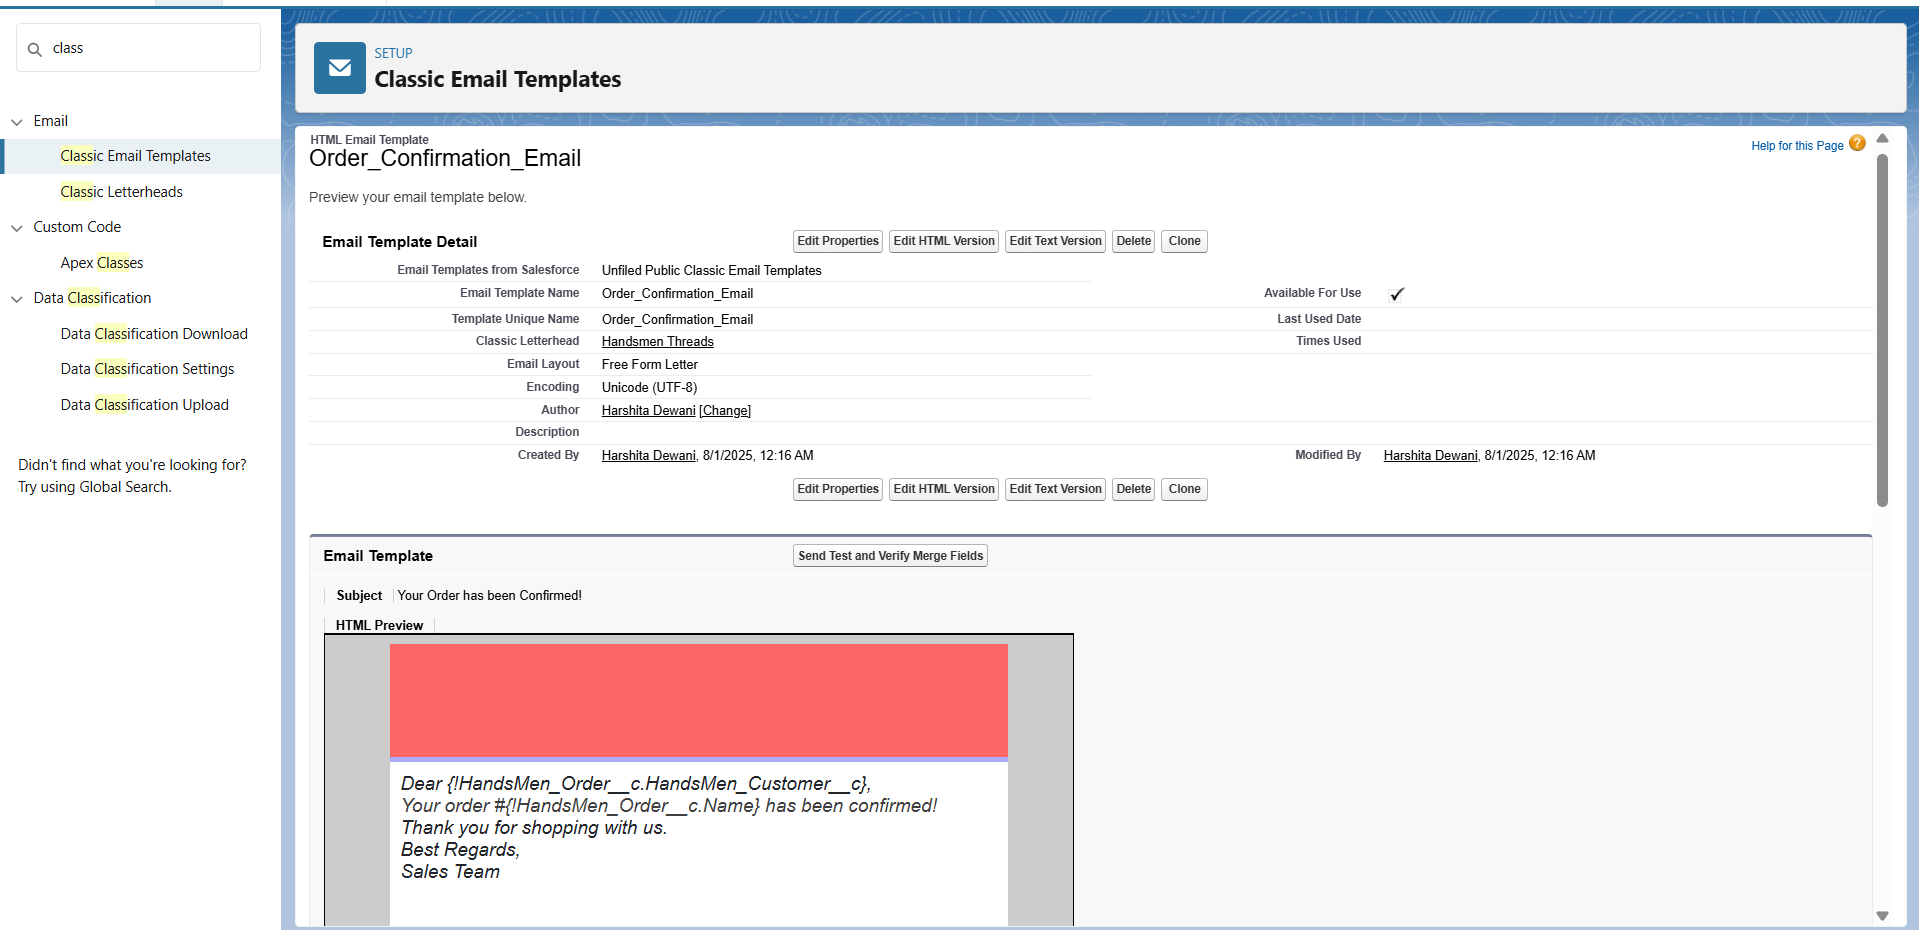 class
Email
Classic Email Templates
Classic Letterheads
Custom Code
Apex Classes
Data Classification
Data Classification Download
Data Classification Settings
Data Classification Upload
Didn't find what you're looking for?
Try using Global Search.
SETUP
Classic Email Templates
HTML Email Template
Order_Confirmation_Email
Help for this Page ?
Preview your email template below.
Email Template Detail
Edit Properties Edit HTML Version Edit Text Version Delete Clone
Email Templates from Salesforce Unfiled Public Classic Email Templates
Email Template Name Order_Confirmation_Email Available For Use
Template Unique Name Order_Confirmation_Email Last Used Date
Classic Letterhead Handsmen Threads Times Used
Email Layout Free Form Letter
Encoding Unicode (UTF-8)
Author Harshita Dewani [Change]
Description
Created By Harshita Dewani, 8/1/2025, 12:16 AM Modified By Harshita Dewani, 8/1/2025, 12:16 AM
Edit Properties Edit HTML Version Edit Text Version Delete Clone
Email Template Send Test and Verify Merge Fields
Subject Your Order has been Confirmed!
HTML Preview
Dear {!HandsMen_Order__c.HandsMen_Customer__c},
Your order #{!HandsMen_Order__c.Name} has been confirmed!
Thank you for shopping with us.
Best Regards,
Sales Team